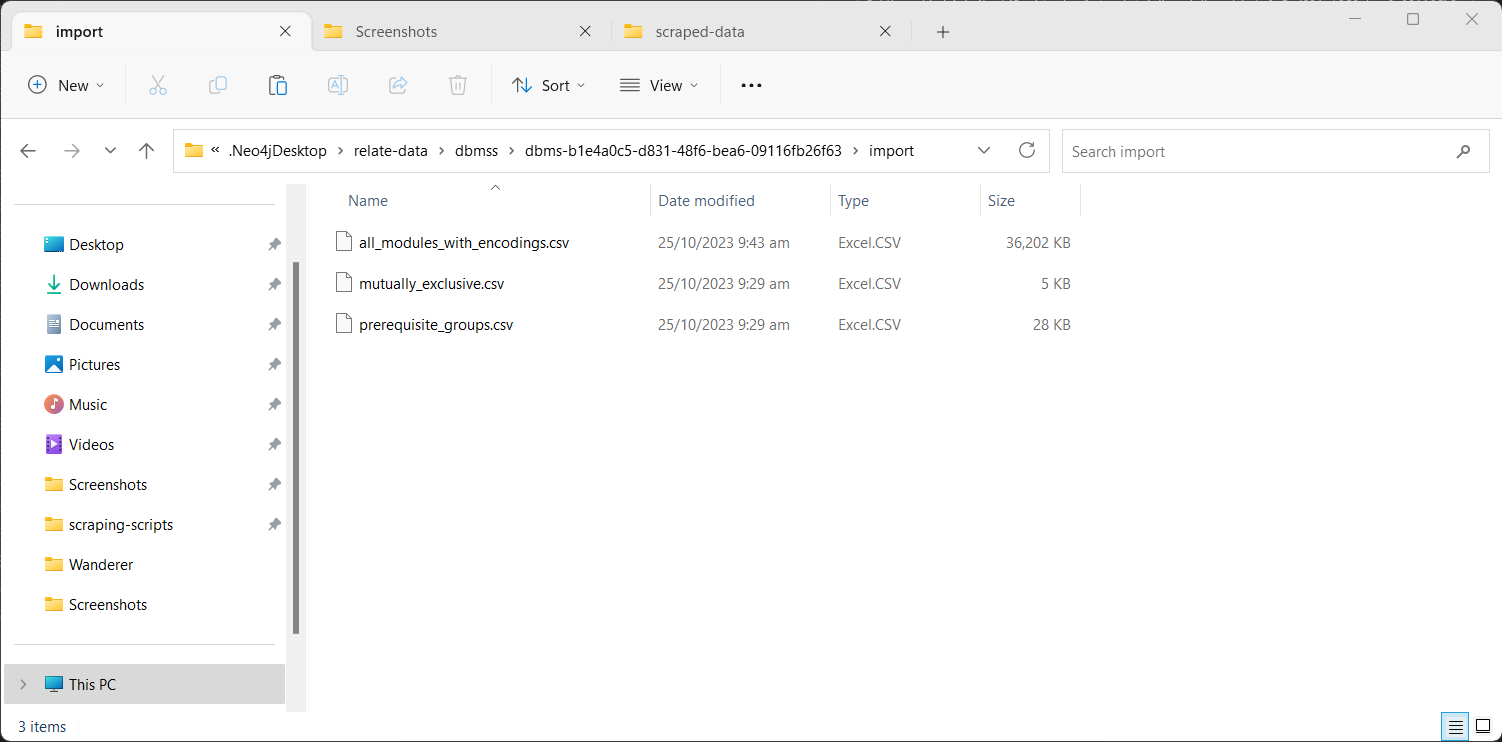 import
Screenshots
scraped-data
New
Sort
View
« .Neo4jDesktop › relate-data › dbmss › dbms-b1e4a0c5-d831-48f6-bea6-09116fb26f63 › import
Search import
Desktop
Downloads
Documents
Pictures
Music
Videos
Screenshots
scraping-scripts
Wanderer
Screenshots
This PC
Name Date modified Type Size
all_modules_with_encodings.csv 25/10/2023 9:43 am Excel.CSV 36,202 KB
mutually_exclusive.csv 25/10/2023 9:29 am Excel.CSV 5 KB
prerequisite_groups.csv 25/10/2023 9:29 am Excel.CSV 28 KB
3 items